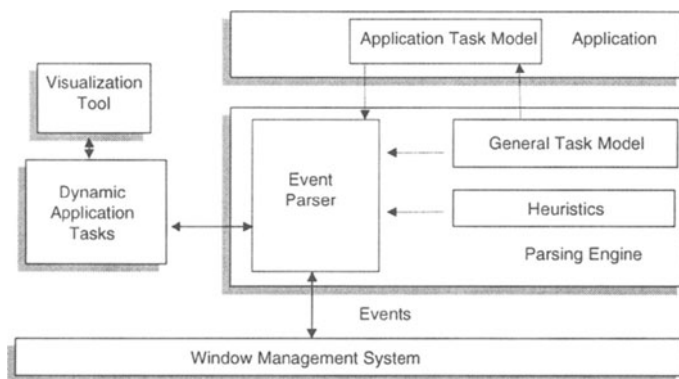 Application Task Model
Application
Visualization
Tool
General Task Model
Event
Parser
Dynamic
Application
Tasks
Heuristics
Parsing Engine
Events
Window Management System